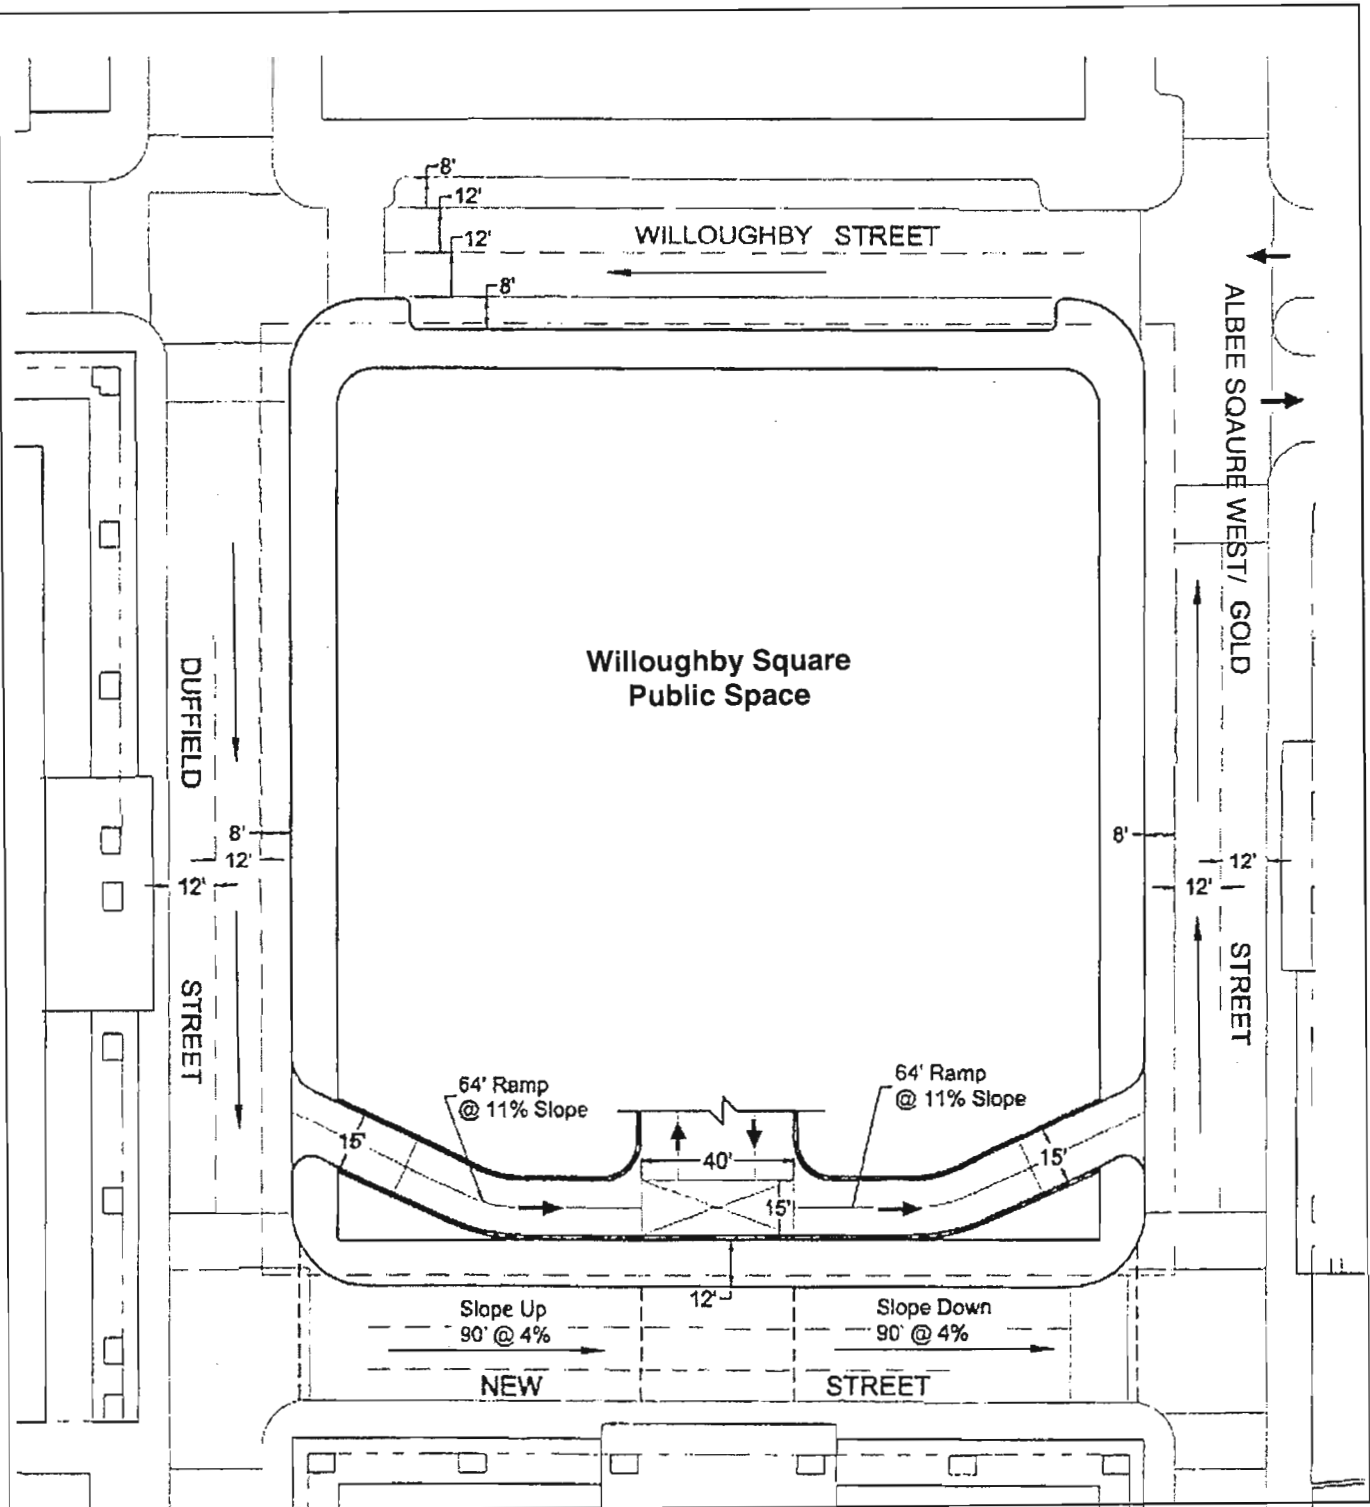 8'
12'
WILLOUGHBY STREET
12'
8'
ALBEE SQAURE WEST/ GOLD
STREET
Willoughby Square
Public Space
DUFFIELD
STREET
8'
12'
12'
8'
12'
12'
64' Ramp
@ 11% Slope
64' Ramp
@ 11% Slope
15'
40'
15'
15'
12'
Slope Up
90' @ 4%
Slope Down
90' @ 4%
NEW STREET